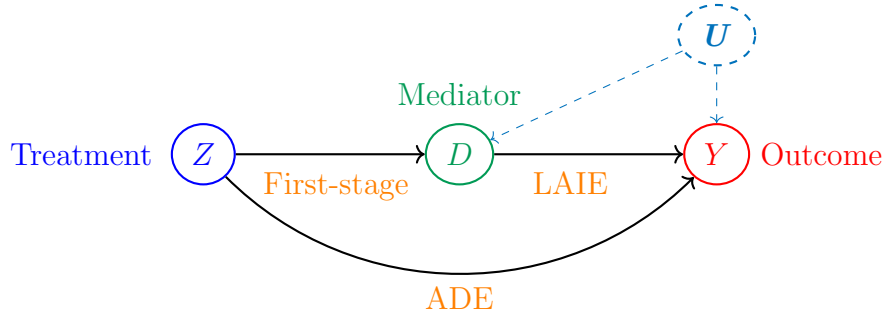 U
Mediator
Treatment Z D Y Outcome
First-stage LAIE
ADE